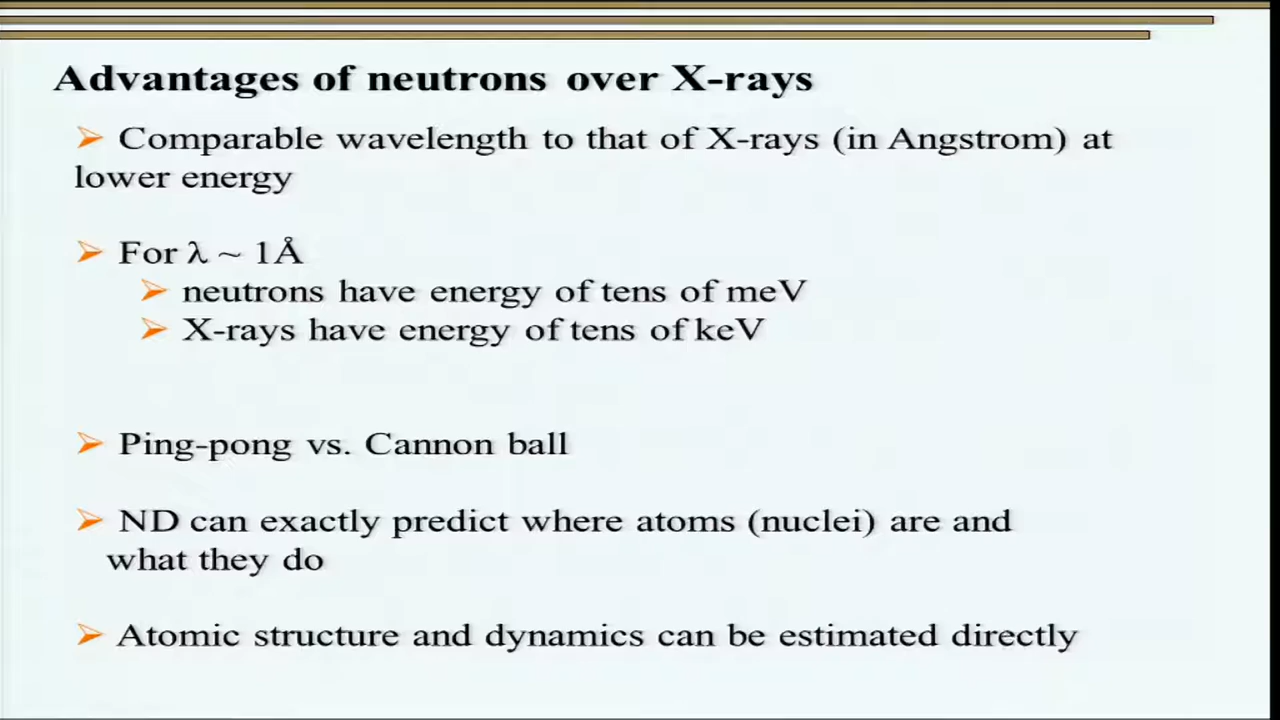 Advantages of neutrons over X-rays
➢ Comparable wavelength to that of X-rays (in Angstrom) at
lower energy
➢ For λ ~ 1Å
➢ neutrons have energy of tens of meV
➢ X-rays have energy of tens of keV
➢ Ping-pong vs. Cannon ball
➢ ND can exactly predict where atoms (nuclei) are and
what they do
➢ Atomic structure and dynamics can be estimated directly